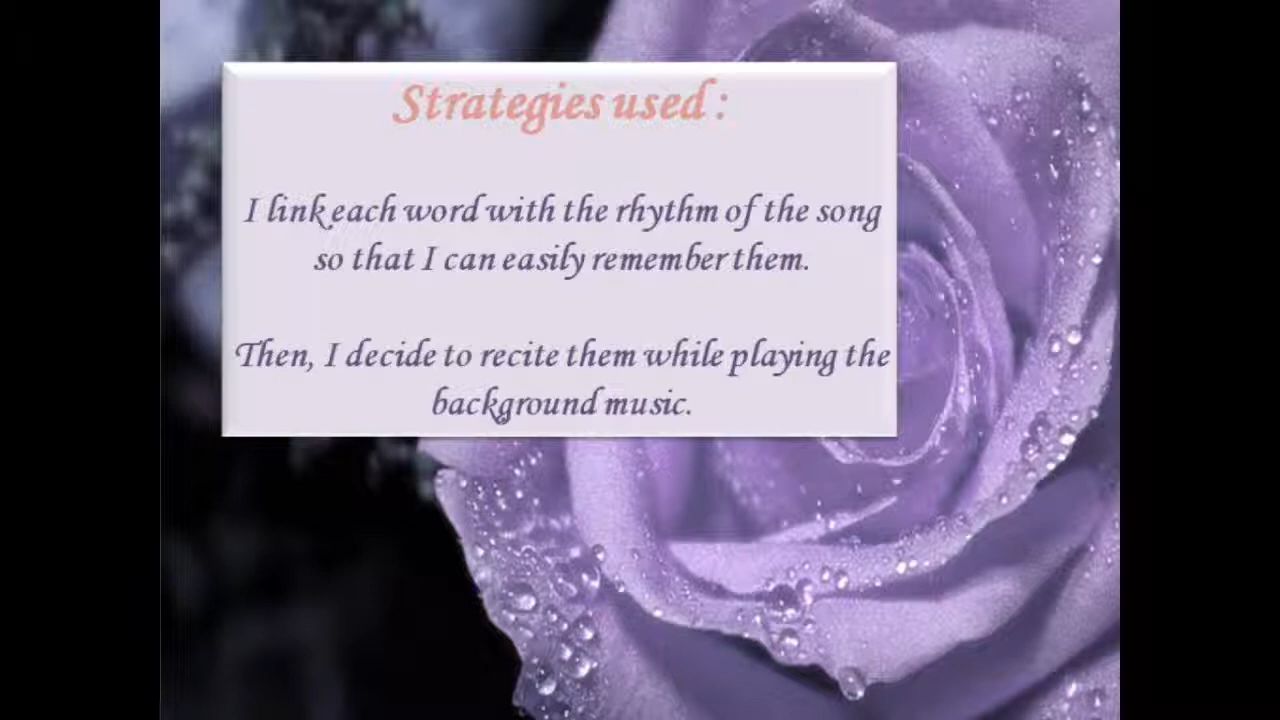 Strategies used :
I link each word with the rhythm of the song
so that I can easily remember them.
Then, I decide to recite them while playing the
background music.